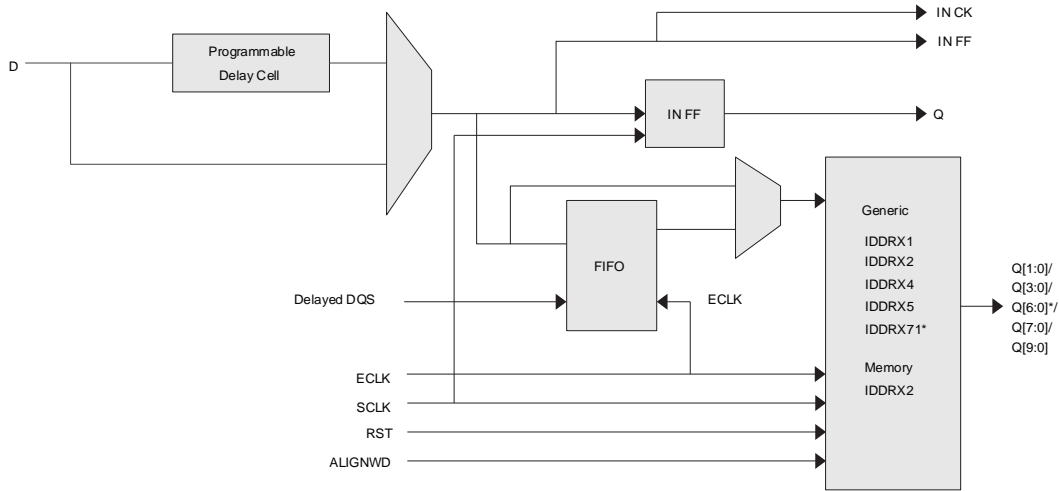 IN CK
IN FF
D
Programmable
Delay Cell
IN FF
Q
Generic
IDDRX1
IDDRX2
IDDRX4
IDDRX5
IDDRX71*
Memory
IDDRX2
FIFO
Delayed DQS
ECLK
Q[1:0]/
Q[3:0]/
Q[6:0]*/
Q[7:0]/
Q[9:0]
ECLK
SCLK
RST
ALIGNWD